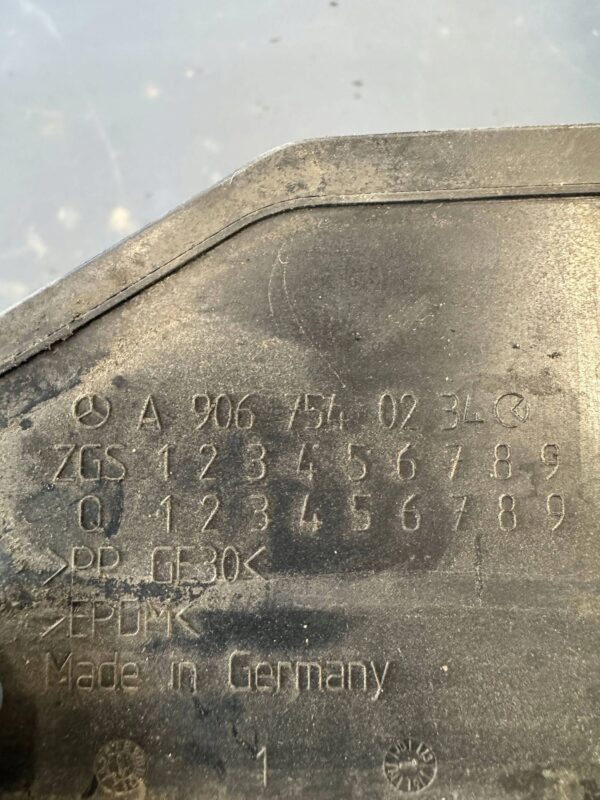 A 906 754 02 34
ZGS 1 2 3 4 5 6 7 8 9
Q 1 2 3 4 5 6 7 8 9
>PP GF30<
>EPDM<
Made in Germany
1